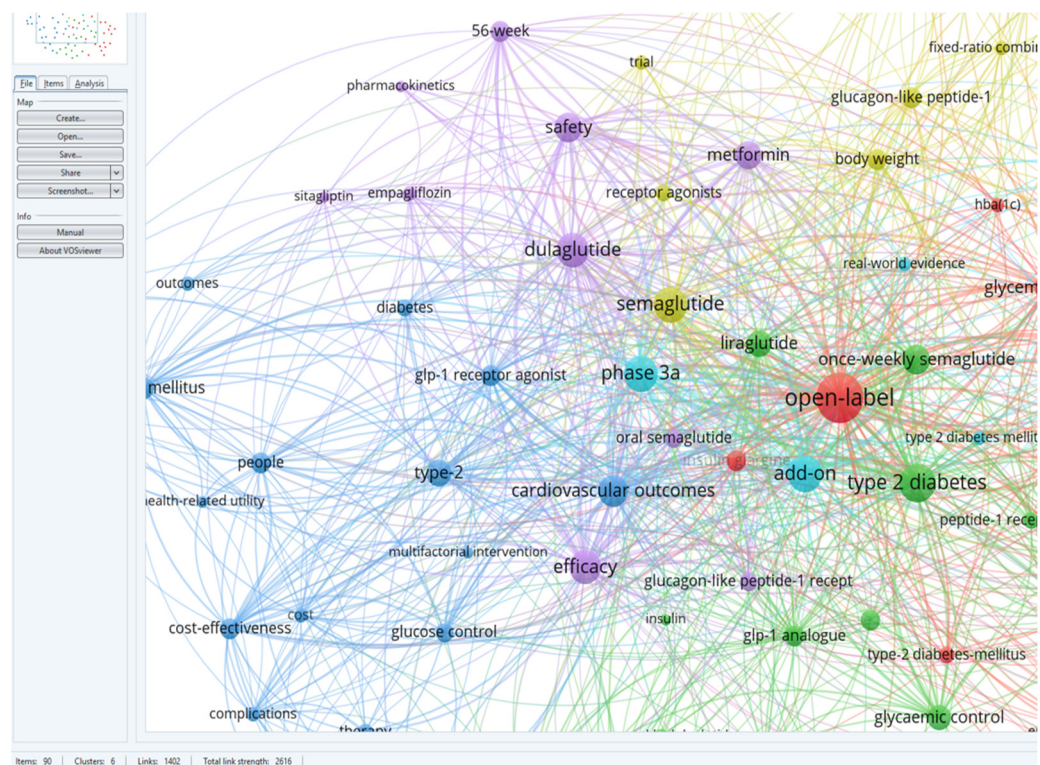 File
Items
Analysis
Map
Create...
Open...
Save...
Share
Screenshot...
Info
Manual
About VOSviewer
56-week
trial
fixed-ratio combi
pharmacokinetics
glucagon-like peptide-1
safety
metformin
body weight
sitagliptin
empagliflozin
receptor agonists
hba(1c)
dulaglutide
real-world evidence
outcomes
glycem
diabetes
semaglutide
liraglutide
once-weekly semaglutide
glp-1 receptor agonist
phase 3a
mellitus
open-label
oral semaglutide
type 2 diabetes mellit
insulin glargine
people
type-2
add-on
type 2 diabetes
cardiovascular outcomes
ealth-related utility
peptide-1 rece
multifactorial intervention
efficacy
glucagon-like peptide-1 recept
cost
insulin
cost-effectiveness
glucose control
glp-1 analogue
type-2 diabetes-mellitus
complications
glycaemic control
therapy
Items: 90
Clusters: 6
Links: 1402
Total link strength: 2616